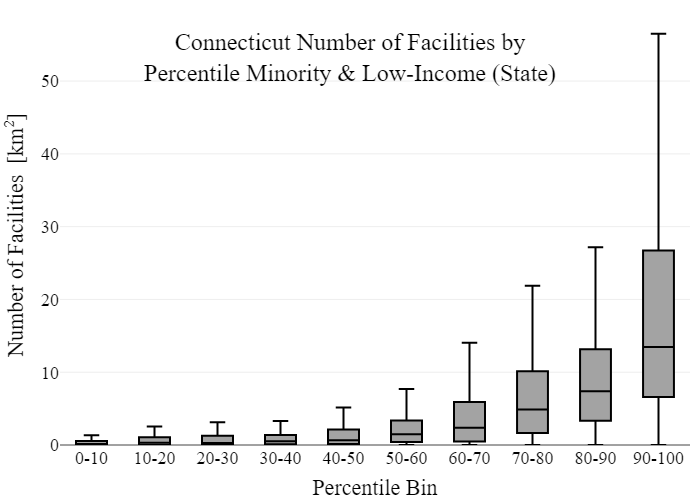 Connecticut Number of Facilities by
Percentile Minority & Low-Income (State)
Number of Facilities [km²]
50
40
30
20
10
0
0-10 10-20 20-30 30-40 40-50 50-60 60-70 70-80 80-90 90-100
Percentile Bin